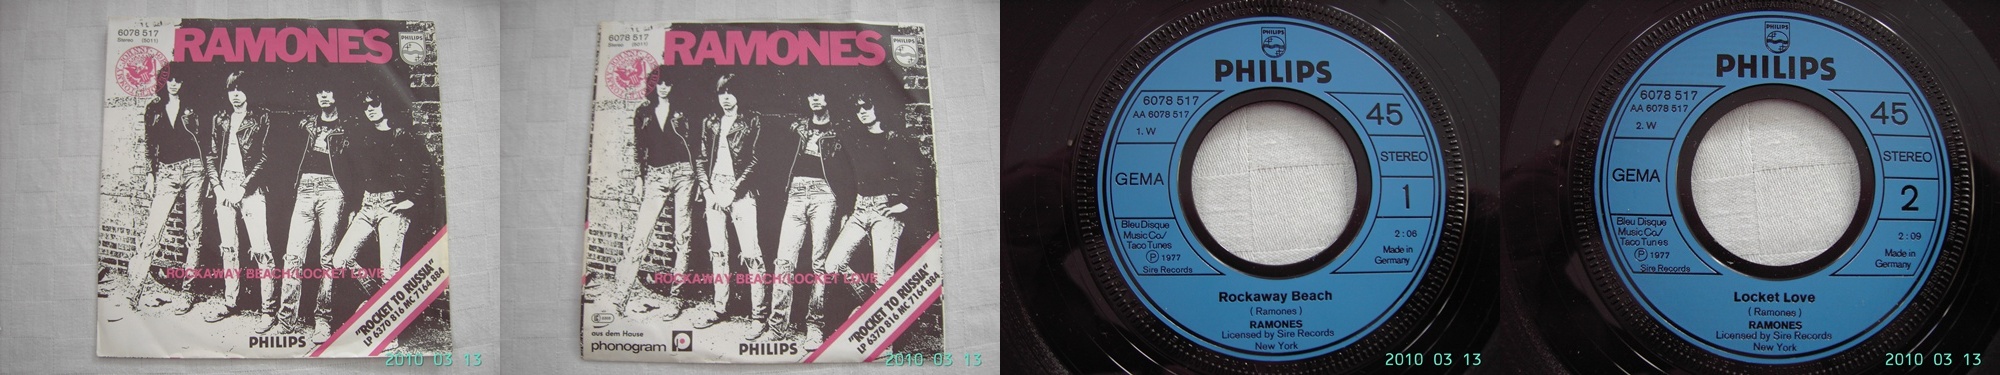 6078 517
Stereo (5011)
RAMONES
PHILIPS
ROCKAWAY BEACH/LOCKET LOVE
"ROCKET TO RUSSIA"
LP 6370 816 MC 7164 884
PHILIPS
2010 03 13
6078 517
Stereo (5011)
RAMONES
PHILIPS
ROCKAWAY BEACH/LOCKET LOVE
"ROCKET TO RUSSIA"
LP 6370 816 MC 7164 884
aus dem House
phonogram
PHILIPS
2010 03 13
PHILIPS
PHILIPS
6078 517
AA 6078 517
1. W
45
STEREO
GEMA
1
Bleu Disque
Music Co/
Taco Tunes
℗ 1977
Sire Records
2:06
Made in
Germany
Rockaway Beach
( Ramones )
RAMONES
Licensed by Sire Records
New York
2010 03 13
PHILIPS
PHILIPS
6078 517
AA 6078 517
2. W
45
STEREO
GEMA
2
Bleu Disque
Music Co/
Taco Tunes
℗ 1977
Sire Records
2:09
Made in
Germany
Locket Love
( Ramones )
RAMONES
Licensed by Sire Records
New York
2010 03 13